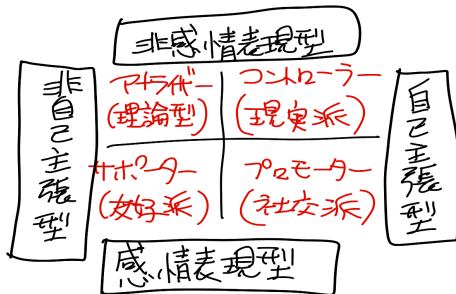 非感情表現型
非自己主張型
アナライザー
(理論型)
コントローラー
(現実派)
自己主張型
サポーター
(友好派)
プロモーター
(社交派)
感情表現型